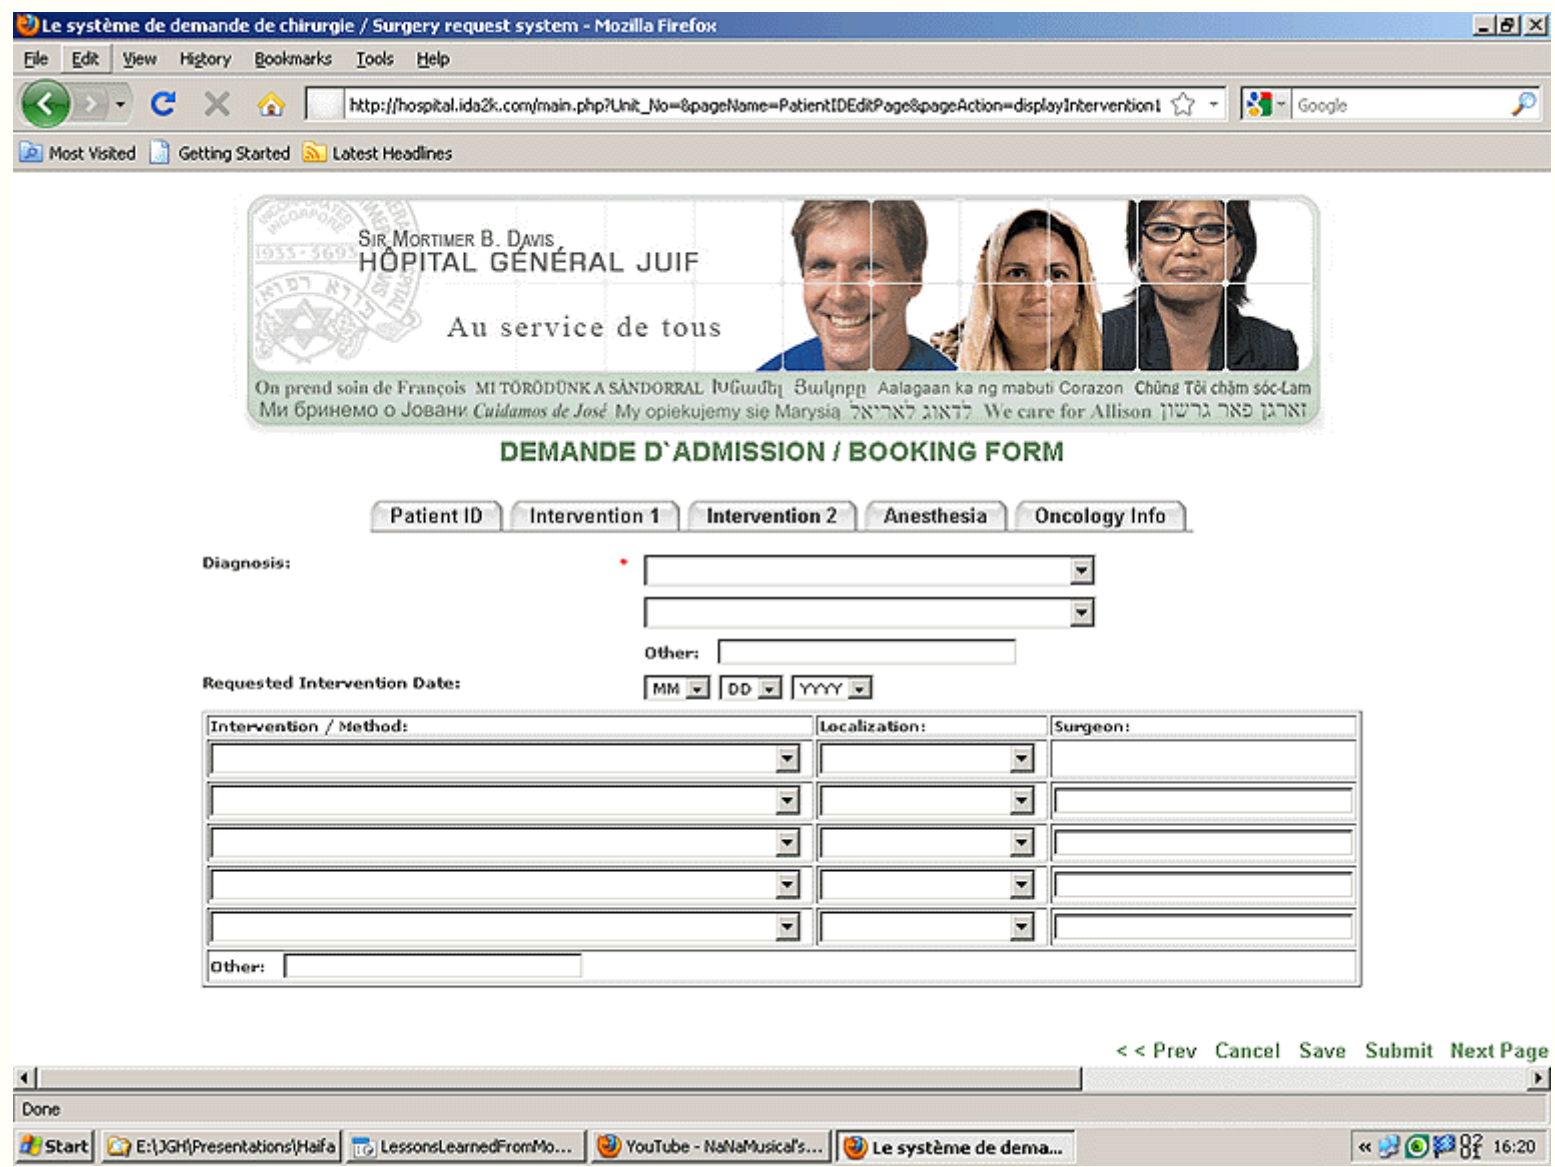 Le système de demande de chirurgie / Surgery request system - Mozilla Firefox
File Edit View History Bookmarks Tools Help
http://hospital.ida2k.com/main.php?Unit_No=&pageName=PatientIDEditPage&pageAction=displayIntervention1 Google
Most Visited Getting Started Latest Headlines
SIR MORTIMER B. DAVIS
HÔPITAL GÉNÉRAL JUIF
Au service de tous
On prend soin de François MI TÖRÖDÜNK A SÀNDORRAL Խնամել Յակոբը Aalagaan ka ng mabuti Corazon Chúng Tôi chăm sóc-Lam
Ми бринемо о Јовани Cuidamos de José My opiekujemy się Marysią לדאוג לאריאל We care for Allison זארגן פאר גרשון
DEMANDE D`ADMISSION / BOOKING FORM
Patient ID Intervention 1 Intervention 2 Anesthesia Oncology Info
Diagnosis: *
Other:
Requested Intervention Date: MM DD YYYY
Intervention / Method: Localization: Surgeon:
Other:
< < Prev Cancel Save Submit Next Page
Done
Start E:\JGH\Presentations\Haifa LessonsLearnedFromMo... YouTube - NaNaMusical's... Le système de dema... « 16:20